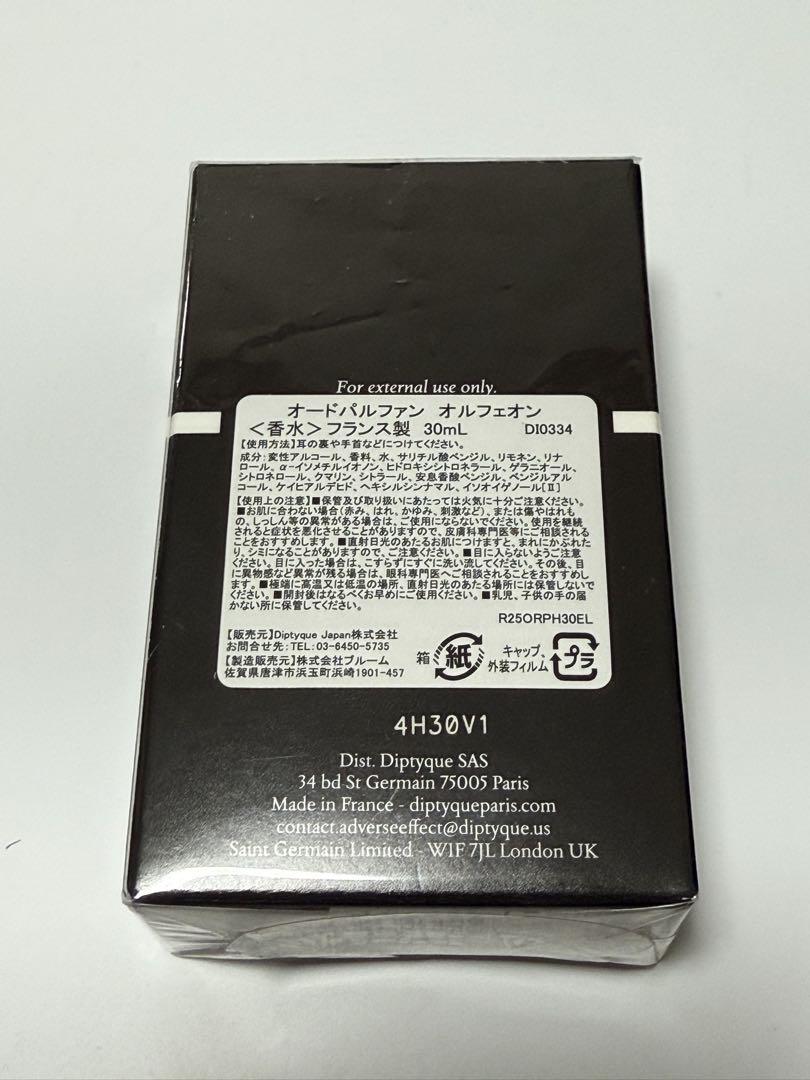 For external use only.
オードパルファン オルフェオン
＜香水＞フランス製 30mL DI0334
【使用方法】耳の裏や手首などにつけてください。
成分：変性アルコール、香料、水、サリチル酸ベンジル、リモネン、リナ
ロール、α-イソメチルイオノン、ヒドロキシシトロネラール、ゲラニオール、
シトロネロール、クマリン、シトラール、安息香酸ベンジル、ベンジルアル
コール、ケイヒアルデヒド、ヘキシルシンナマル、イソオイゲノール[Ⅱ]
【使用上の注意】■保管及び取り扱いにあたっては火気に十分ご注意ください。
■お肌に合わない場合（赤み、はれ、かゆみ、刺激など）、または傷やはれも
の、しっしん等の異常がある場合は、ご使用にならないでください。使用を継続
されると症状を悪化させることがありますので、皮膚科専門医等にご相談される
ことをおすすめします。■直射日光のあたるお肌につけますと、まれにかぶれた
り、シミになることがありますので、ご注意ください。■目に入らないようご注意
ください。目に入った場合は、こすらずにすぐに洗い流してください。その後、目
に異物感など異常が残る場合は、眼科専門医へご相談されることをおすすめしま
す。■極端に高温又は低温の場所、直射日光のあたる場所には保管しないで
ください。■開封後はなるべくお早めにご使用ください。■乳児、子供の手の届
かない所に保管してください。
R25ORPH30EL
【販売元】Diptyque Japan株式会社
お問合せ先：TEL：03-6450-5735
【製造販売元】株式会社ブルーム
佐賀県唐津市浜玉町浜崎1901-457
箱 紙 キャップ、
外装フィルム プラ
4H30V1
Dist. Diptyque SAS
34 bd St Germain 75005 Paris
Made in France - diptyqueparis.com
contact.adverseeffect@diptyque.us
Saint Germain Limited - W1F 7JL London UK